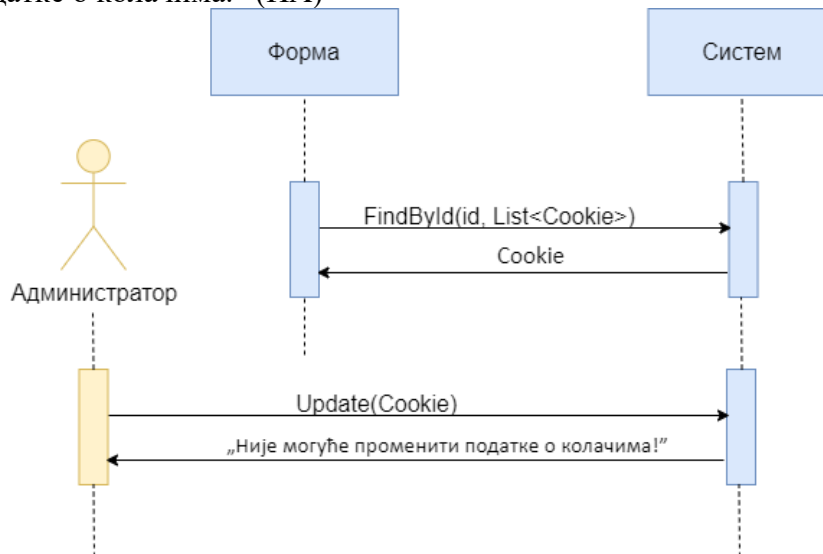 Форма
Систем
FindById(id, List<Cookie>)
Cookie
Администратор
Update(Cookie)
„Није могуће променити податке о колачима!”